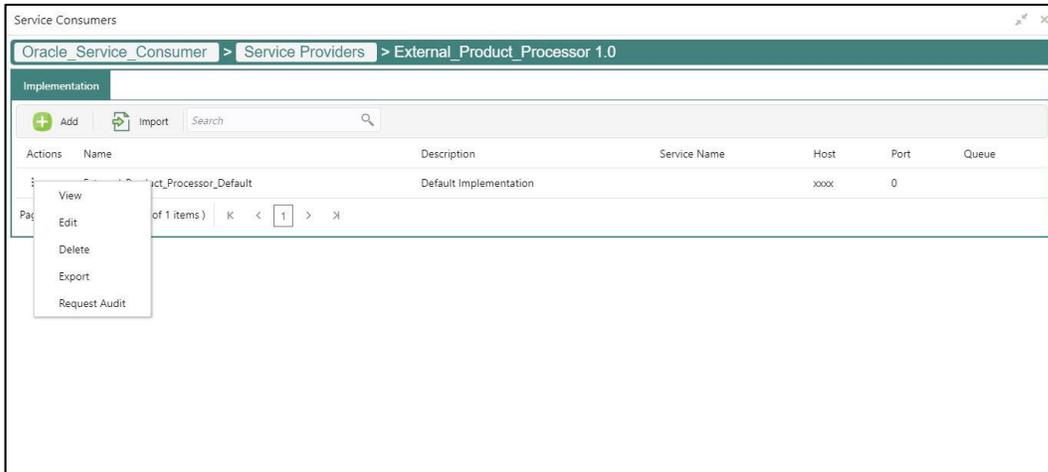 Service Consumers
Oracle_Service_Consumer > Service Providers > External_Product_Processor 1.0
Implementation
Add Import Search
Actions Name Description Service Name Host Port Queue
uct_Processor_Default Default Implementation xxxx 0
of 1 items) K < 1 > >|
View
Edit
Delete
Export
Request Audit